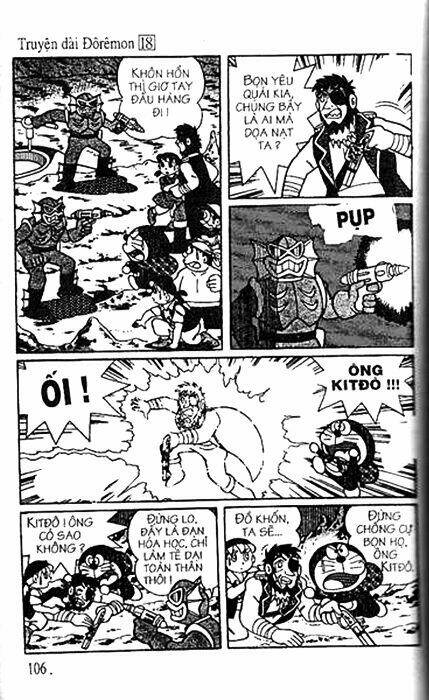 Truyện dài Đôrêmon 18
KHÔN HỒN
THÌ GIƠ TAY
ĐẦU HÀNG
ĐI !
BỌN YÊU
QUÁI KIA,
CHÚNG BÂY
LÀ AI MÀ
DỌA NẠT
TA ?
PỤP
ỐI !
ÔNG
KITĐÔ !!!
KITĐÔ ! ÔNG
CÓ SAO
KHÔNG ?
ĐỪNG LO,
ĐÂY LÀ ĐẠN
HÓA HỌC, CHỈ
LÀM TÊ DẠI
TOÀN THÂN
THÔI !
ĐỒ KHỐN,
TA SẼ...
ĐỪNG
CHỐNG CỰ
BỌN HỌ,
ÔNG
KITĐÔ.
106.